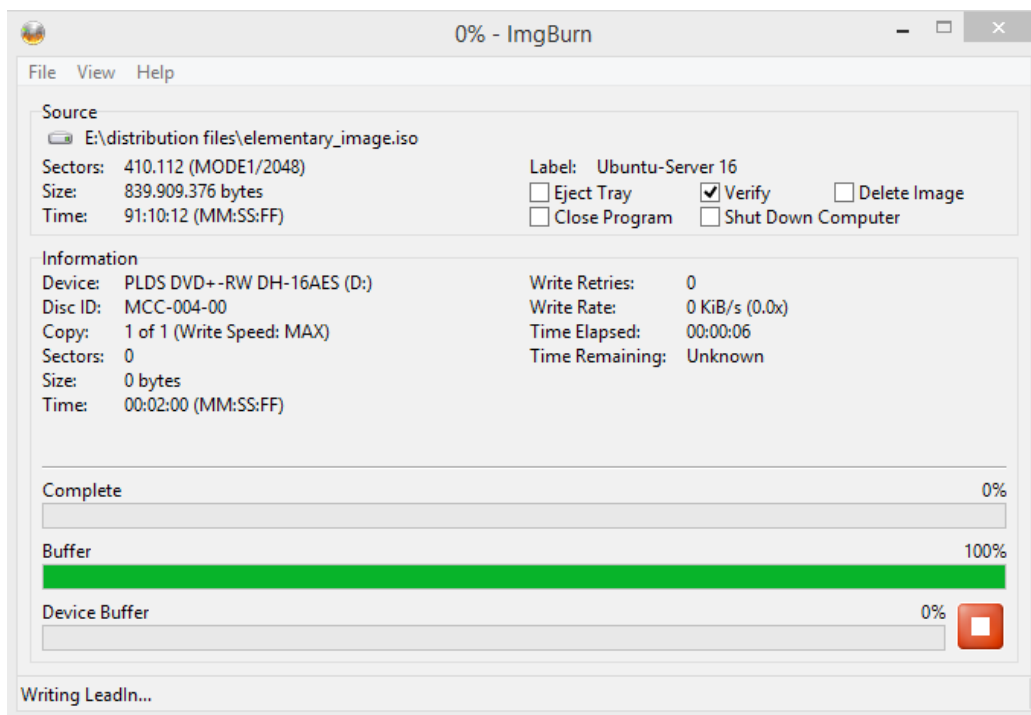 0% - ImgBurn
File View Help
Source
E:\distribution files\elementary_image.iso
Sectors: 410.112 (MODE1/2048) Label: Ubuntu-Server 16
Size: 839.909.376 bytes Eject Tray Verify Delete Image
Time: 91:10:12 (MM:SS:FF) Close Program Shut Down Computer
Information
Device: PLDS DVD+-RW DH-16AES (D:) Write Retries: 0
Disc ID: MCC-004-00 Write Rate: 0 KiB/s (0.0x)
Copy: 1 of 1 (Write Speed: MAX) Time Elapsed: 00:00:06
Sectors: 0 Time Remaining: Unknown
Size: 0 bytes
Time: 00:02:00 (MM:SS:FF)
Complete 0%
Buffer 100%
Device Buffer 0%
Writing LeadIn...